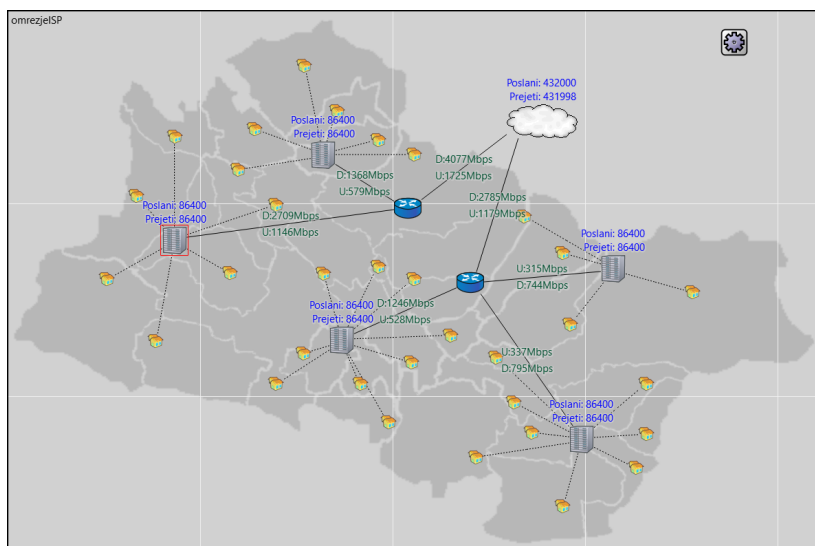 omrezjeISP
Poslani: 432000
Prejeti: 431998
Poslani: 86400
Prejeti: 86400
D:4077Mbps
U:1725Mbps
D:1368Mbps
U:579Mbps
D:2785Mbps
U:1179Mbps
Poslani: 86400
Prejeti: 86400
D:2709Mbps
U:1146Mbps
Poslani: 86400
Prejeti: 86400
U:315Mbps
D:744Mbps
Poslani: 86400
Prejeti: 86400
D:1246Mbps
U:528Mbps
U:337Mbps
D:795Mbps
Poslani: 86400
Prejeti: 86400